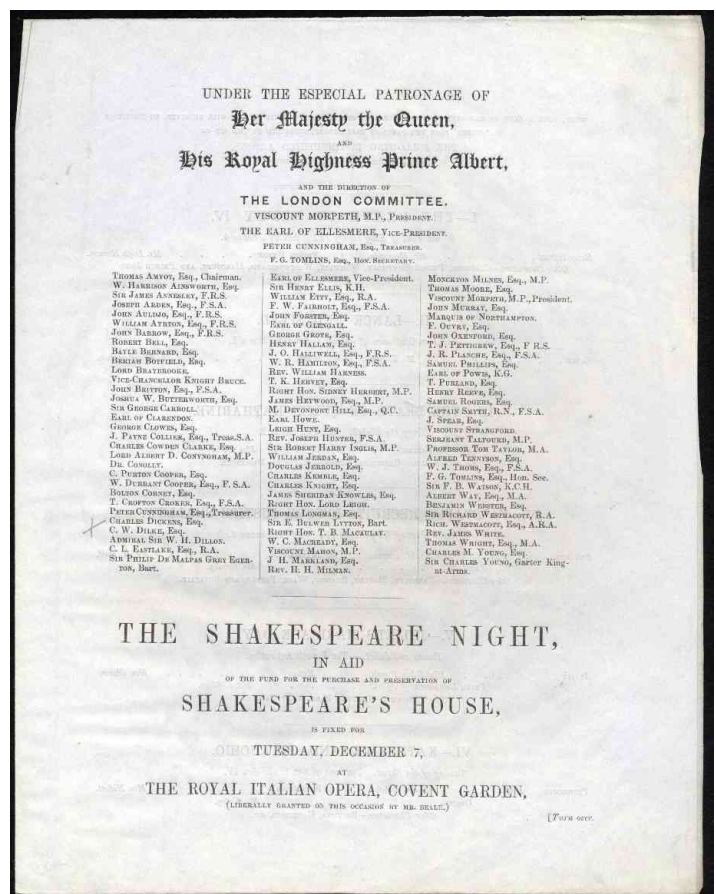 UNDER THE ESPECIAL PATRONAGE OF
Her Majesty the Queen,
AND
His Royal Highness Prince Albert,
AND THE DIRECTION OF
THE LONDON COMMITTEE.
VISCOUNT MORPETH, M.P., PRESIDENT.
THE EARL OF ELLESMERE, VICE-PRESIDENT.
PETER CUNNINGHAM, Esq., TREASURER.
F. G. TOMLINS, Esq., HON. SECRETARY.
THOMAS AMYOT, Esq., Chairman.
W. HARRISON AINSWORTH, Esq.
SIR JAMES ANNESLEY, F.R.S.
JOSEPH ARDEN, Esq., F.S.A.
JOHN AULDJO, Esq., F.R.S.
WILLIAM AYRTON, Esq., F.R.S.
JOHN BARROW, Esq., F.R.S.
ROBERT BELL, Esq.
BAYLE BERNARD, Esq.
BERIAH BOTFIELD, Esq.
LORD BRAYBROOKE.
VICE-CHANCELLOR KNIGHT BRUCE.
JOHN BRITTON, Esq., F.S.A.
JOSHUA W. BUTTERWORTH, Esq.
SIR GEORGE CARROLL.
EARL OF CLARENDON.
GEORGE CLOWES, Esq.
J. PAYNE COLLIER, Esq., Treas.S.A.
CHARLES COWDEN CLARKE, Esq.
LORD ALBERT D. CONYNGHAM, M.P.
DR. CONOLLY.
C. PURTON COOPER, Esq.
W. DURRANT COOPER, Esq., F. S.A.
BOLTON CORNEY, Esq.
T. CROFTON CROKER, Esq., F.S.A.
PETER CUNNINGHAM, Esq., Treasurer.
CHARLES DICKENS, Esq.
C. W. DILKE, Esq.
ADMIRAL SIR W. H. DILLON.
C. L. EASTLAKE, Esq., R.A.
SIR PHILIP DE MALPAS GREY EGER-
TON, Bart.
EARL OF ELLESMERE, Vice-President.
SIR HENRY ELLIS, K.H.
WILLIAM ETTY, Esq., R.A.
F. W. FAIRHOLT, Esq., F.S.A.
JOHN FORSTER, Esq.
EARL OF GLENGALL.
GEORGE GROTE, Esq.
HENRY HALLAM, Esq.
J. O. HALLIWELL, Esq., F.R.S.
W. R. HAMILTON, Esq., F.S.A.
REV. WILLIAM HARNESS.
T. K. HERVEY, Esq.
RIGHT HON. SIDNEY HERBERT, M.P.
JAMES HEYWOOD, Esq., M.P.
M. DEVONPORT HILL, Esq., Q.C.
EARL HOWE.
LEIGH HUNT, Esq.
REV. JOSEPH HUNTER, F.S.A.
SIR ROBERT HARRY INGLIS, M.P.
WILLIAM JERDAN, Esq.
DOUGLAS JERROLD, Esq.
CHARLES KEMBLE, Esq.
CHARLES KNIGHT, Esq.
JAMES SHERIDAN KNOWLES, Esq.
RIGHT HON. LORD LEIGH.
THOMAS LONGMAN, Esq.
SIR E. BULWER LYTTON, Bart.
RIGHT HON. T. B. MACAULAY.
W. C. MACREADY, Esq.
VISCOUNT MAHON, M.P.
J. H. MARKLAND, Esq.
REV. H. H. MILMAN.
MONCKTON MILNES, Esq., M.P.
THOMAS MOORE, Esq.
VISCOUNT MORPETH, M.P., President.
JOHN MURRAY, Esq.
MARQUIS OF NORTHAMPTON.
F. OUVRY, Esq.
JOHN OXENFORD, Esq.
T. J. PETTIGREW, Esq., F R.S.
J. R. PLANCHE, Esq., F.S.A.
SAMUEL PHILLIPS, Esq.
EARL OF POWIS, K.G.
T. PURLAND, Esq.
HENRY REEVE, Esq.
SAMUEL ROGERS, Esq.
CAPTAIN SMYTH, R.N., F.S.A.
J. SPEAR, Esq.
VISCOUNT STRANGFORD.
SERJEANT TALFOURD, M.P.
PROFESSOR TOM TAYLOR, M.A.
ALFRED TENNYSON, Esq.
W. J. THOMS, Esq., F.S.A.
F. G. TOMLINS, Esq., Hon. Sec.
SIR F. B. WATSON, K.C.H.
ALBERT WAY, Esq., M.A.
BENJAMIN WEBSTER, Esq.
SIR RICHARD WESTMACOTT, R.A.
RICH. WESTMACOTT, Esq., A.R.A.
REV. JAMES WHITE.
THOMAS WRIGHT, Esq., M.A.
CHARLES M. YOUNG, Esq.
SIR CHARLES YOUNG, Garter King-
at-Arms.
THE SHAKESPEARE NIGHT,
IN AID
OF THE FUND FOR THE PURCHASE AND PRESERVATION OF
SHAKESPEARE'S HOUSE,
IS FIXED FOR
TUESDAY, DECEMBER 7,
AT
THE ROYAL ITALIAN OPERA, COVENT GARDEN,
(LIBERALLY GRANTED ON THIS OCCASION BY MR. BEALE.)
[Turn over.